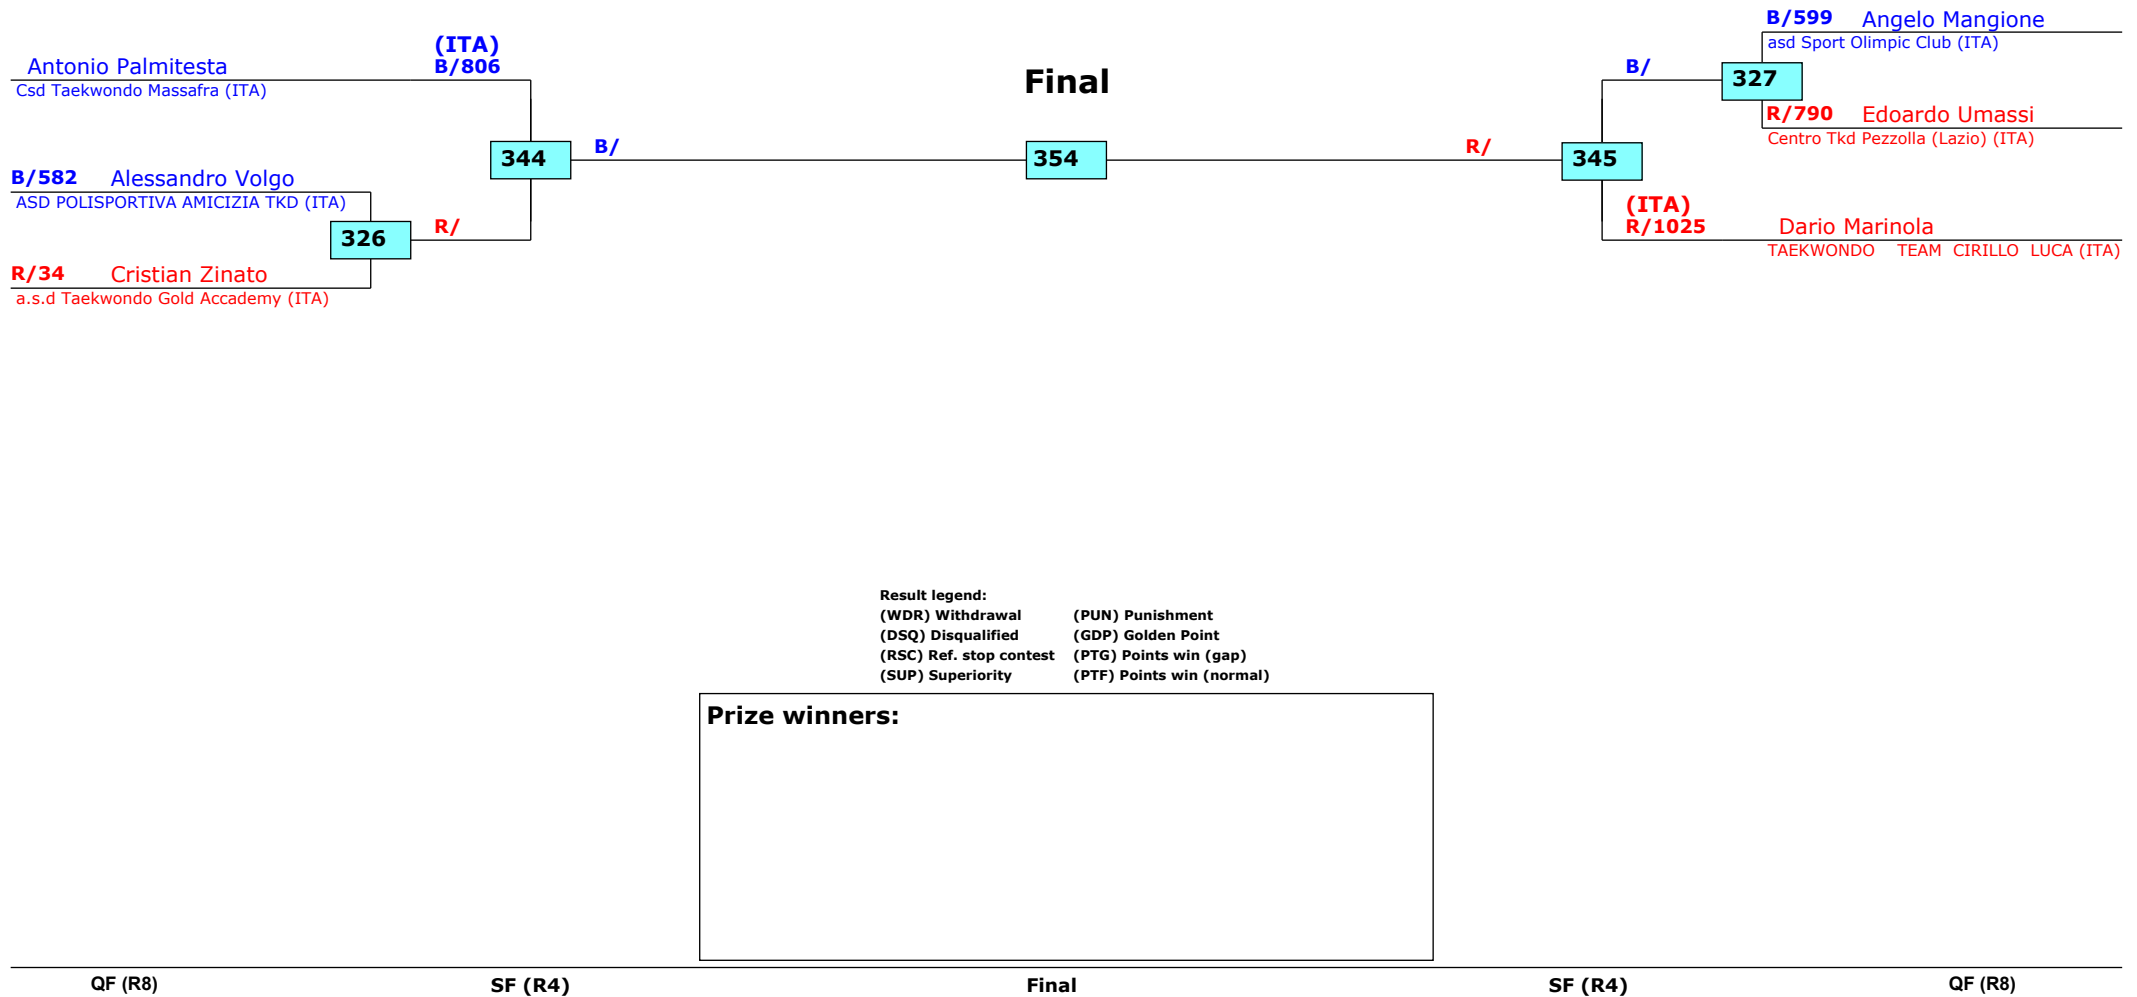 (ITA)
B/806
Antonio Palmitesta
Csd Taekwondo Massafra (ITA)
344
B/582 Alessandro Volgo
ASD POLISPORTIVA AMICIZIA TKD (ITA)
326
R/
R/34 Cristian Zinato
a.s.d Taekwondo Gold Accademy (ITA)
B/
Final
354
R/
B/599 Angelo Mangione
asd Sport Olimpic Club (ITA)
B/
327
R/790 Edoardo Umassi
Centro Tkd Pezzolla (Lazio) (ITA)
345
(ITA)
R/1025
Dario Marinola
TAEKWONDO TEAM CIRILLO LUCA (ITA)
Result legend:
(WDR) Withdrawal (PUN) Punishment
(DSQ) Disqualified (GDP) Golden Point
(RSC) Ref. stop contest (PTG) Points win (gap)
(SUP) Superiority (PTF) Points win (normal)
Prize winners:
QF (R8) SF (R4) Final SF (R4) QF (R8)